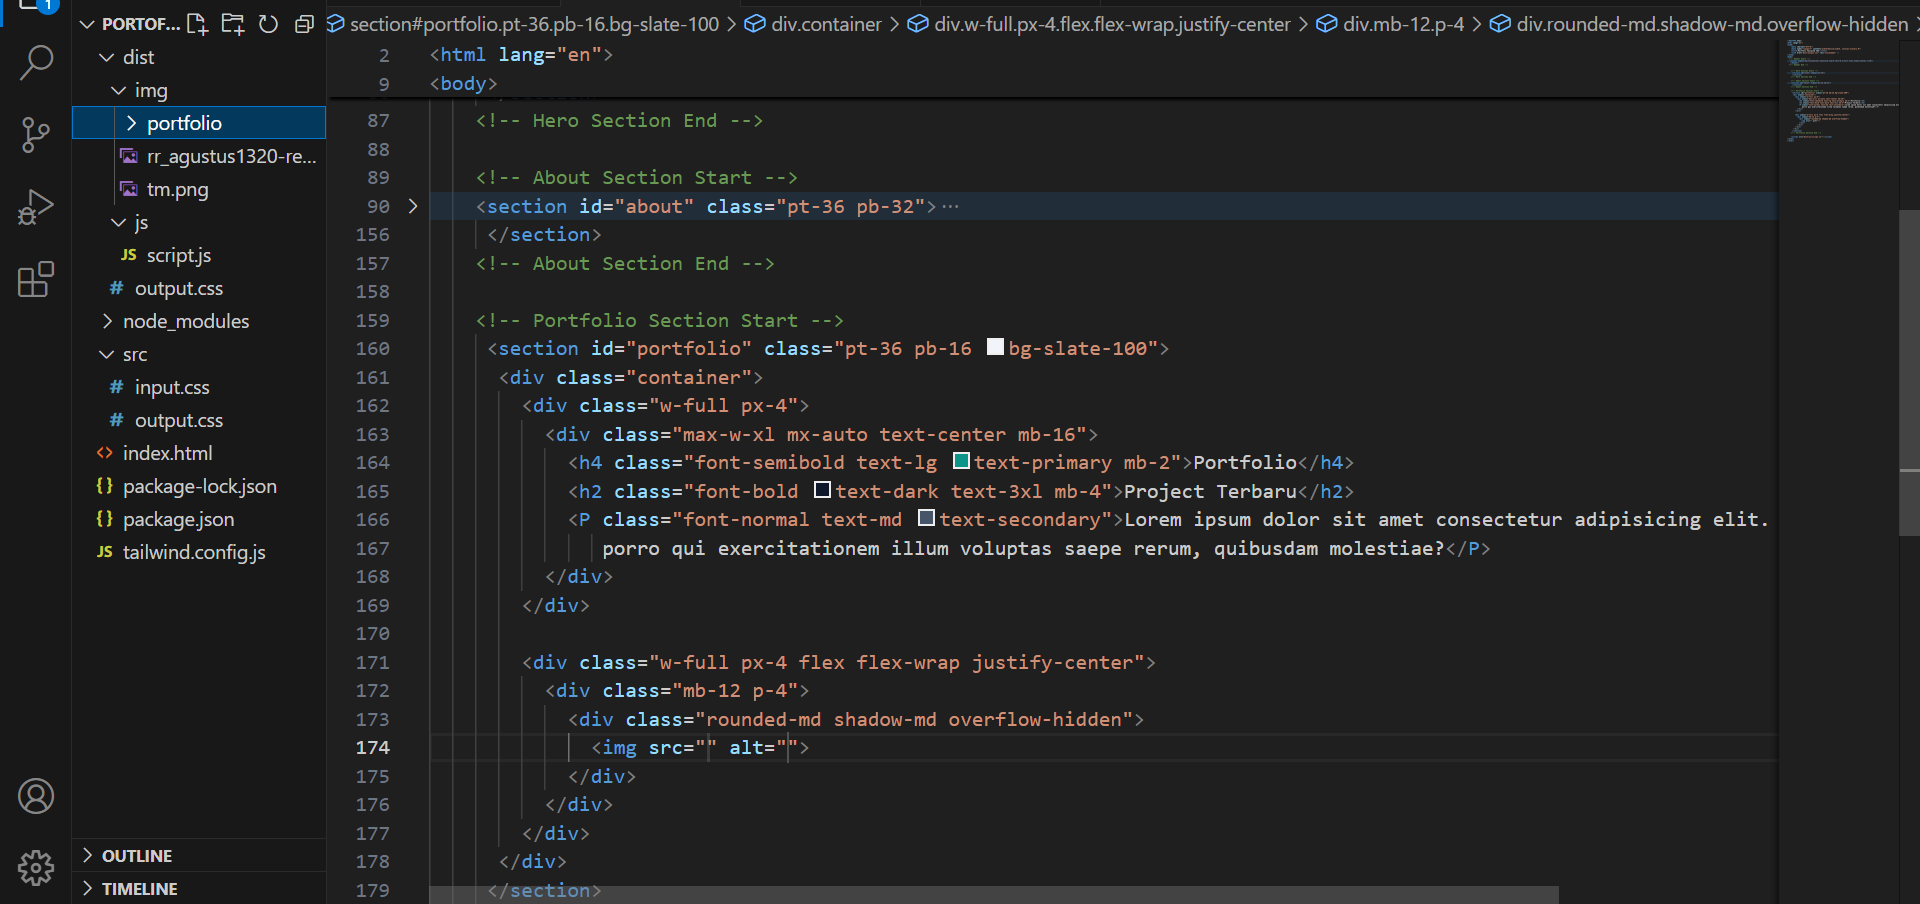 1
PORTOF...
section#portfolio.pt-36.pb-16.bg-slate-100 > div.container > div.w-full.px-4.flex.flex-wrap.justify-center > div.mb-12.p-4 > div.rounded-md.shadow-md.overflow-hidden >
dist
img
portfolio
rr_agustus1320-re...
tm.png
js
JS script.js
# output.css
node_modules
src
# input.css
# output.css
<> index.html
{} package-lock.json
{} package.json
JS tailwind.config.js
OUTLINE
TIMELINE
2 <html lang="en">
9 <body>
87 <!-- Hero Section End -->
88
89 <!-- About Section Start -->
90 > <section id="about" class="pt-36 pb-32">...
156 </section>
157 <!-- About Section End -->
158
159 <!-- Portfolio Section Start -->
160 <section id="portfolio" class="pt-36 pb-16 bg-slate-100">
161 <div class="container">
162 <div class="w-full px-4">
163 <div class="max-w-xl mx-auto text-center mb-16">
164 <h4 class="font-semibold text-lg text-primary mb-2">Portfolio</h4>
165 <h2 class="font-bold text-dark text-3xl mb-4">Project Terbaru</h2>
166 <P class="font-normal text-md text-secondary">Lorem ipsum dolor sit amet consectetur adipisicing elit.
167 porro qui exercitationem illum voluptas saepe rerum, quibusdam molestiae?</P>
168 </div>
169 </div>
170
171 <div class="w-full px-4 flex flex-wrap justify-center">
172 <div class="mb-12 p-4">
173 <div class="rounded-md shadow-md overflow-hidden">
174 <img src="" alt="">
175 </div>
176 </div>
177 </div>
178 </div>
179 </section>